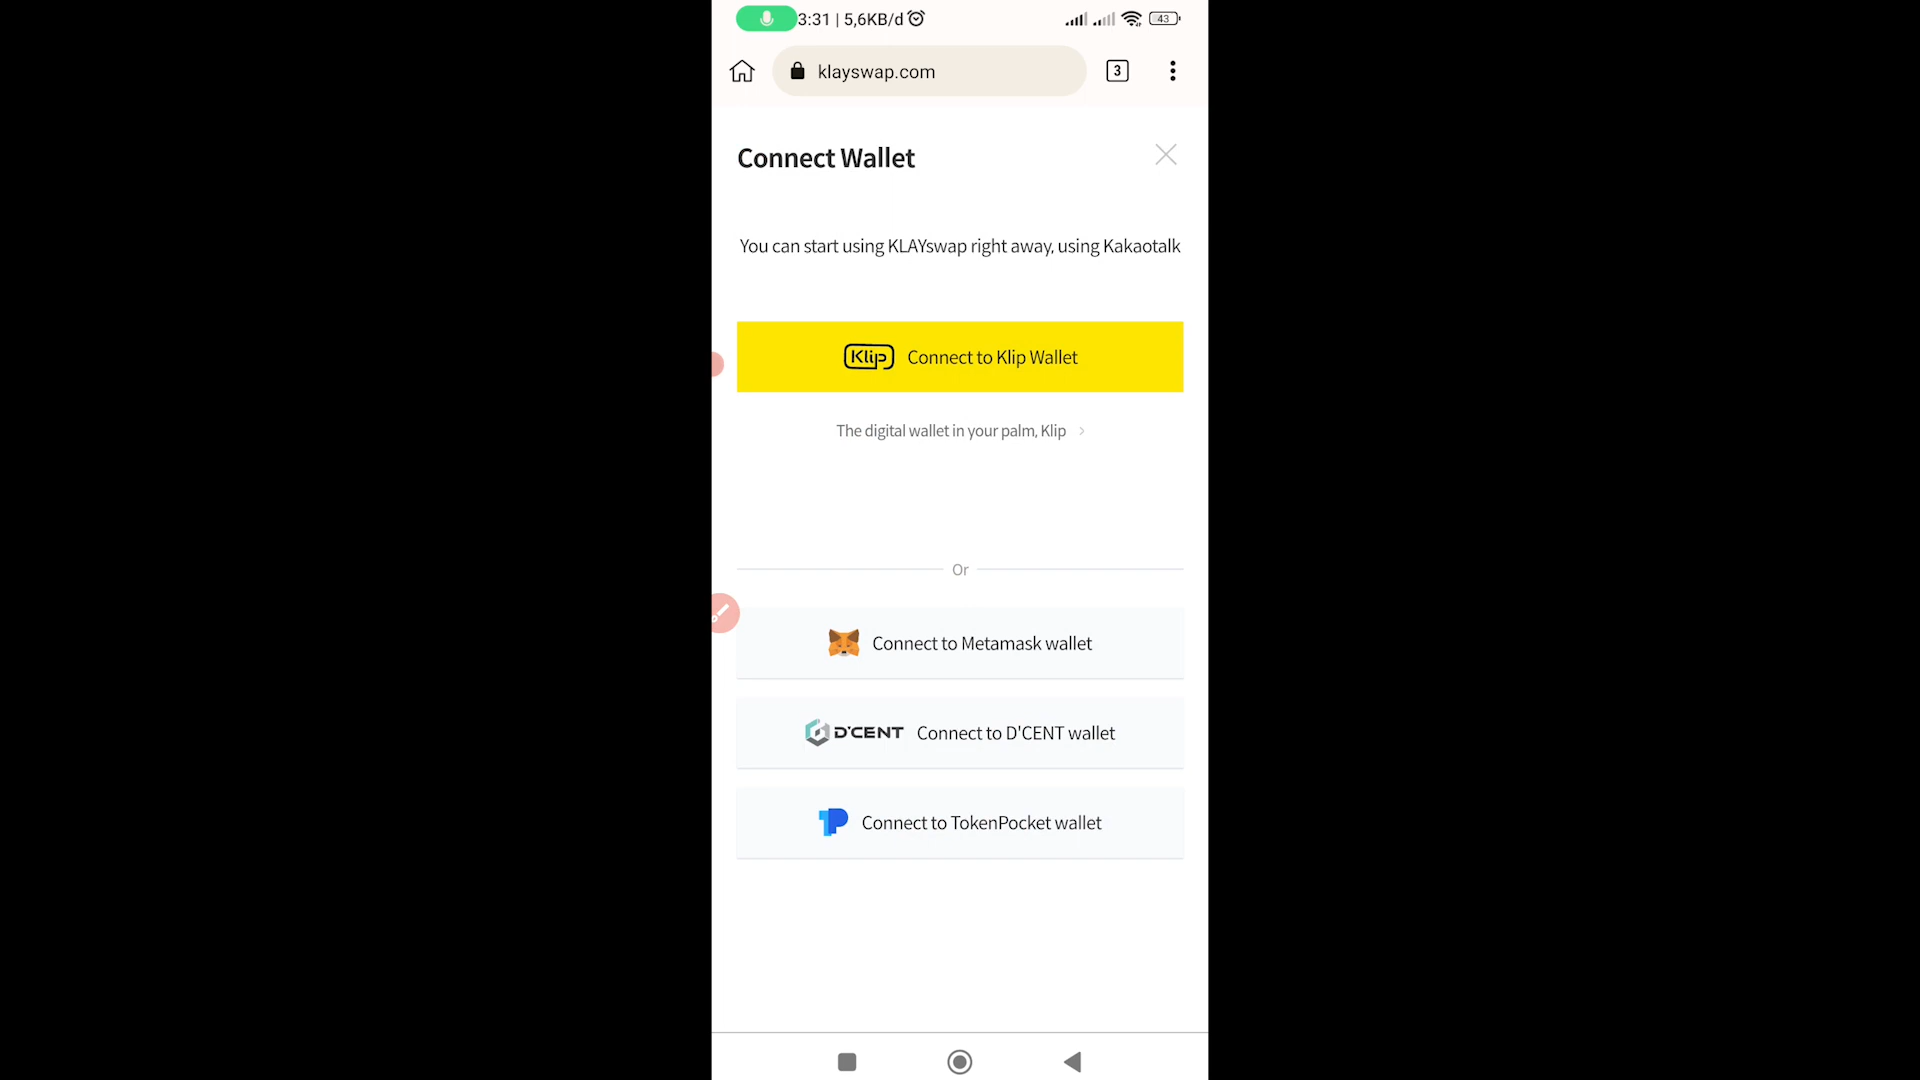 3:31 | 5,6KB/d 43
klayswap.com 3
Connect Wallet
You can start using KLAYswap right away, using Kakaotalk
Klip Connect to Klip Wallet
The digital wallet in your palm, Klip
Or
Connect to Metamask wallet
D'CENT Connect to D'CENT wallet
Connect to TokenPocket wallet